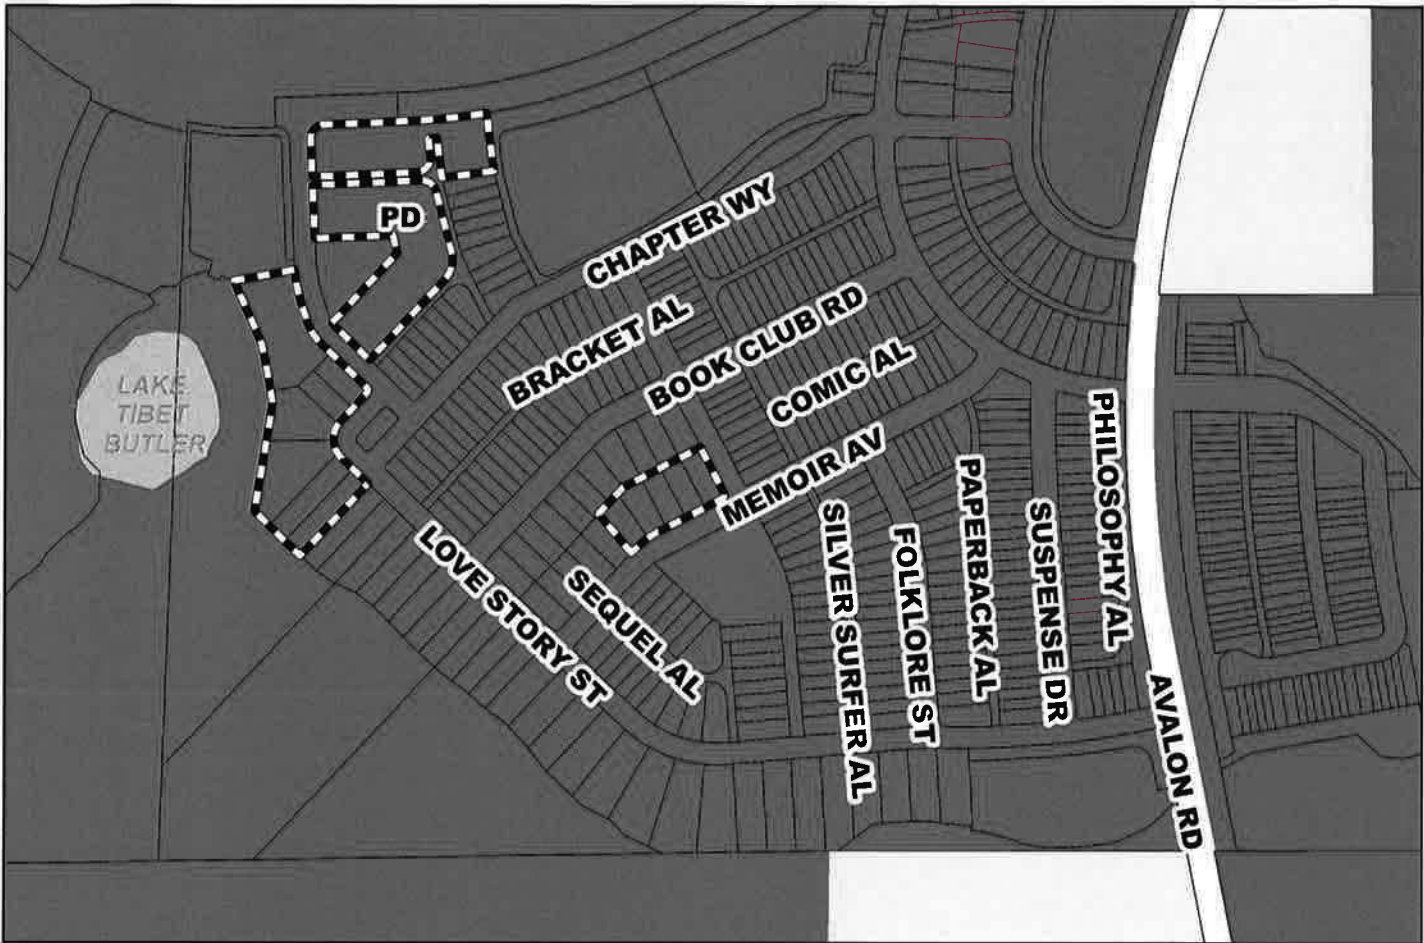 PD
CHAPTER WY
BRACKET AL
BOOK CLUB RD
LAKE
TIBET
BUTLER
COMIC AL
MEMOIR AV
PHILOSOPHY AL
PAPERBACK AL
SUSPENSE DR
SILVER SURFER AL
FOLKLORE ST
LOVE STORY ST
SEQUEL AL
AVALON RD